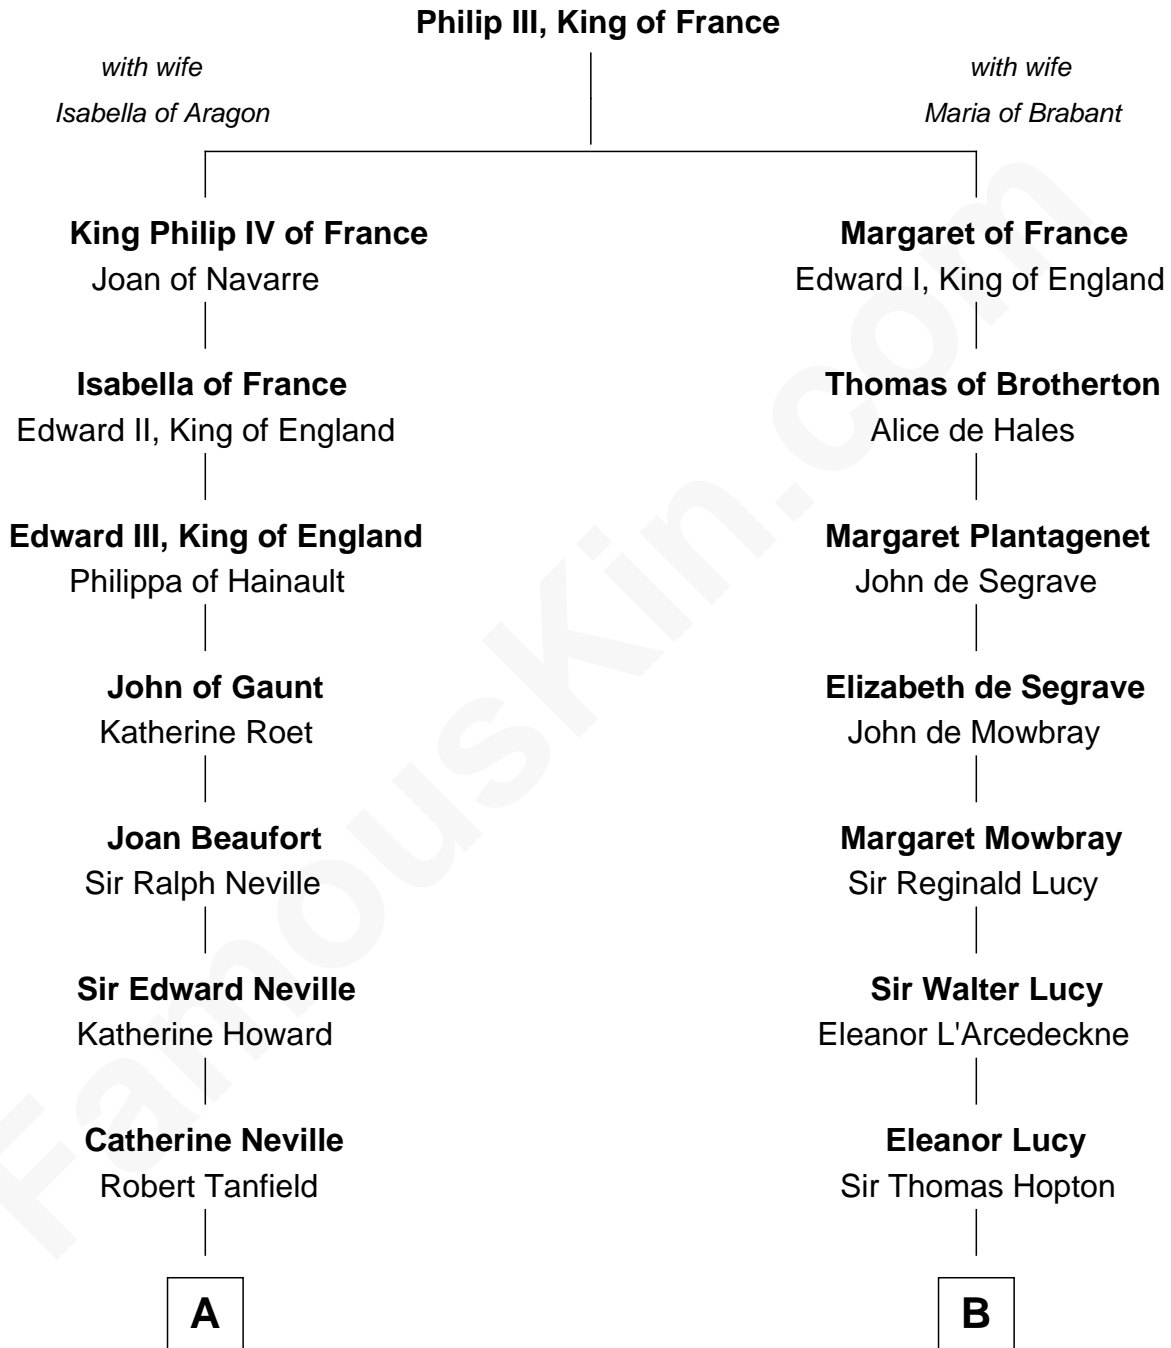 Philip III, King of France
with wife
Isabella of Aragon
with wife
Maria of Brabant
King Philip IV of France
Joan of Navarre
Margaret of France
Edward I, King of England
Isabella of France
Edward II, King of England
Thomas of Brotherton
Alice de Hales
Edward III, King of England
Philippa of Hainault
Margaret Plantagenet
John de Segrave
John of Gaunt
Katherine Roet
Elizabeth de Segrave
John de Mowbray
Joan Beaufort
Sir Ralph Neville
Margaret Mowbray
Sir Reginald Lucy
Sir Edward Neville
Katherine Howard
Sir Walter Lucy
Eleanor L'Arcedeckne
Catherine Neville
Robert Tanfield
Eleanor Lucy
Sir Thomas Hopton
A
B
FamousKin.com